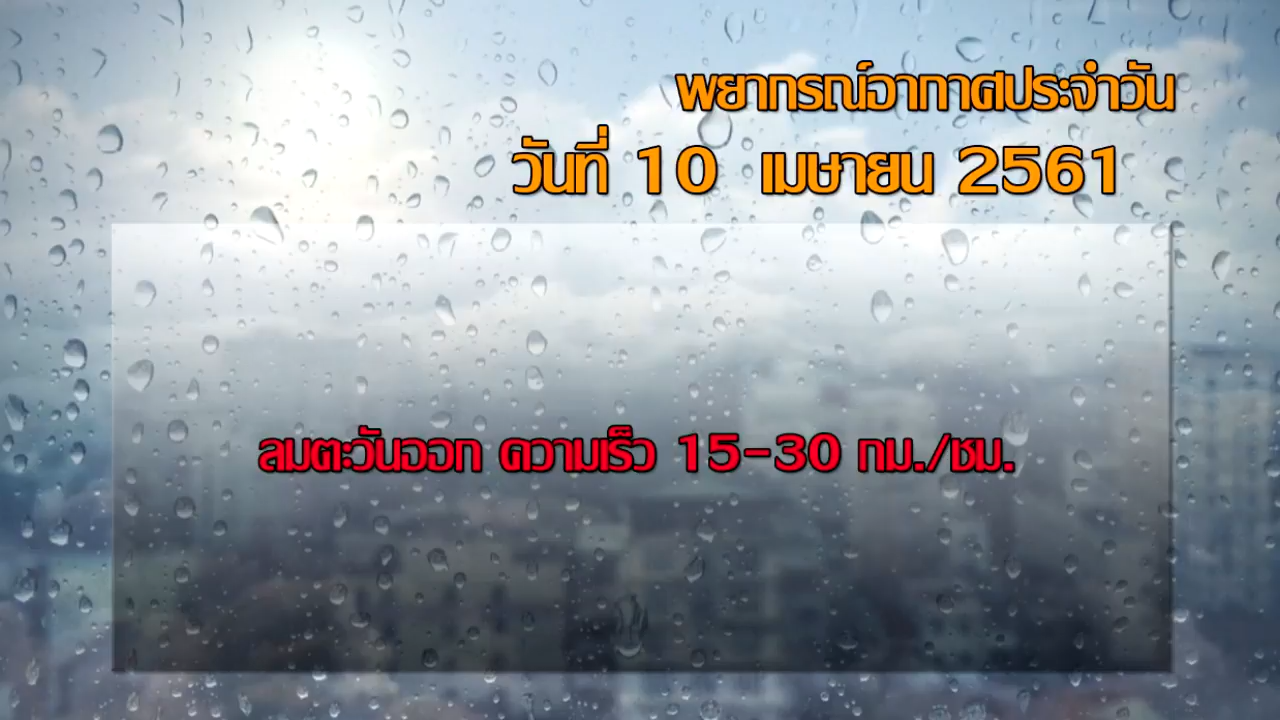 พยากรณ์อากาศประจำวัน
วันที่ 10 เมษายน 2561
ลมตะวันออก ความเร็ว 15-30 กม./ชม.